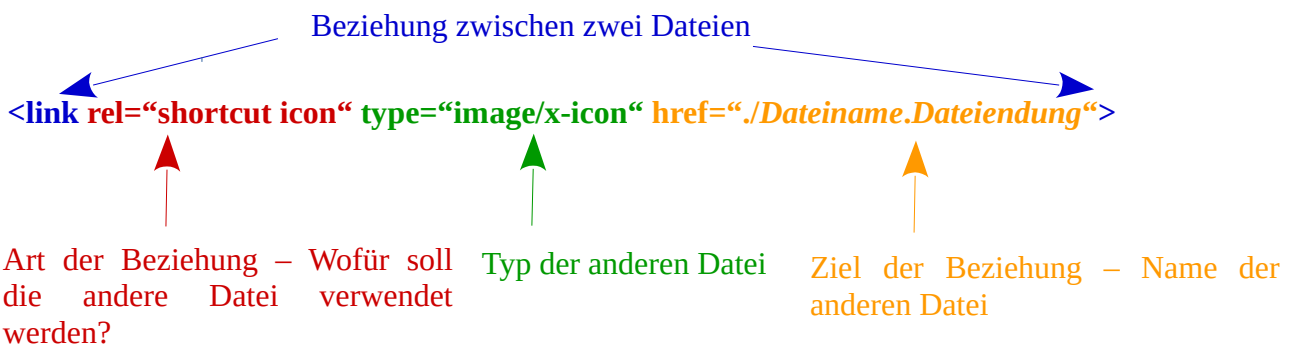 Beziehung zwischen zwei Dateien
<link rel=“shortcut icon“ type=“image/x-icon“ href=“./Dateiname.Dateiendung“>
Art der Beziehung – Wofür soll
die andere Datei verwendet
werden?
Typ der anderen Datei
Ziel der Beziehung – Name der
anderen Datei